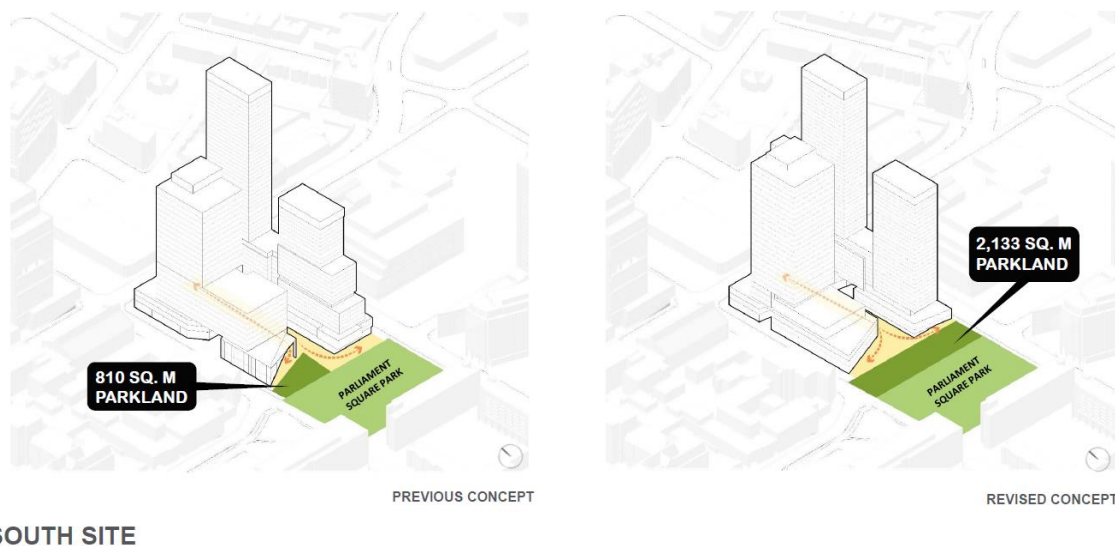 810 SQ. M
PARKLAND
PARLIAMENT
SQUARE PARK
PREVIOUS CONCEPT
2,133 SQ. M
PARKLAND
PARLIAMENT
SQUARE PARK
REVISED CONCEPT
SOUTH SITE